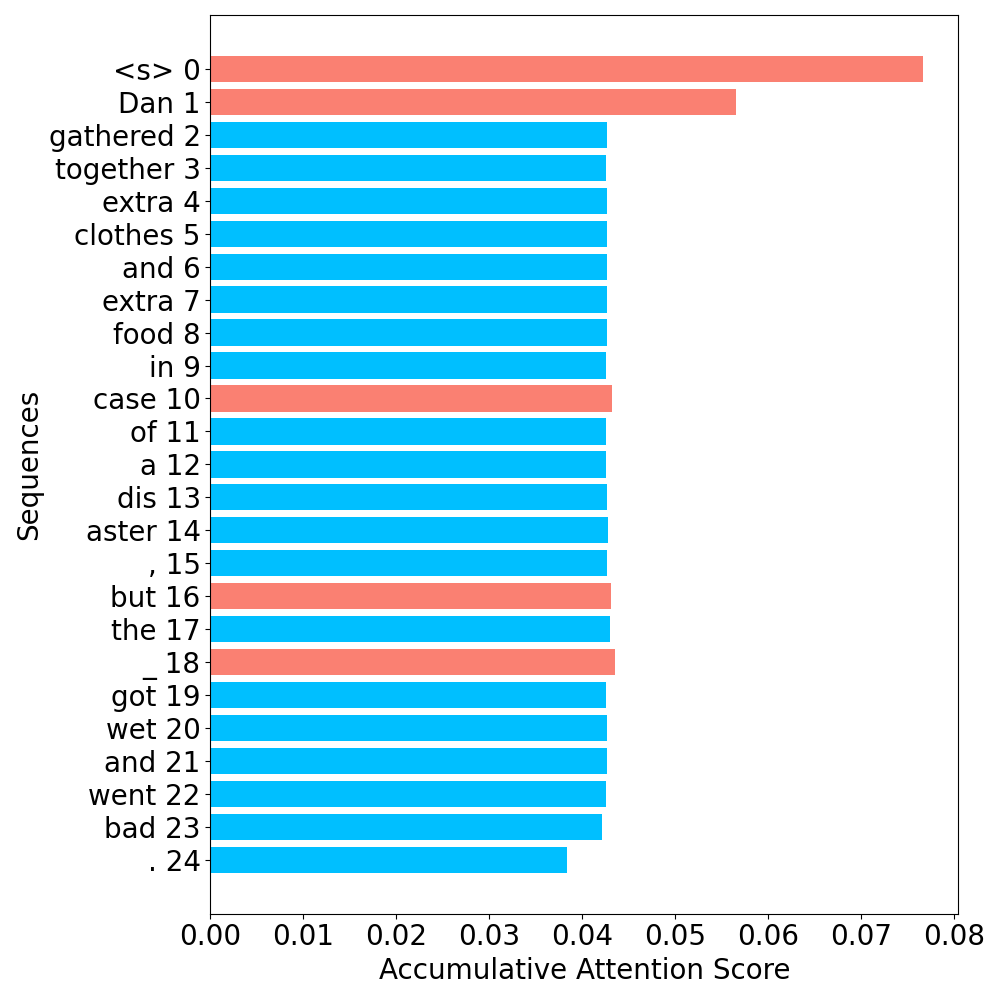 <s> 0
Dan 1
gathered 2
together 3
extra 4
clothes 5
and 6
extra 7
food 8
in 9
case 10
of 11
a 12
dis 13
aster 14
, 15
but 16
the 17
_ 18
got 19
wet 20
and 21
went 22
bad 23
. 24
Sequences
0.00 0.01 0.02 0.03 0.04 0.05 0.06 0.07 0.08
Accumulative Attention Score